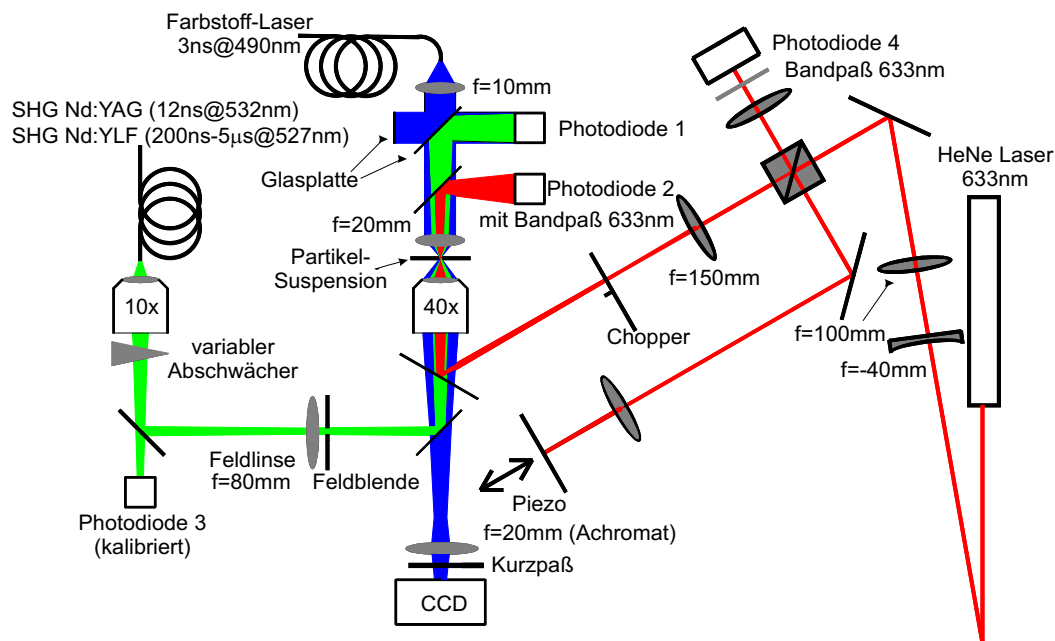 Farbstoff-Laser
3ns@490nm
SHG Nd:YAG (12ns@532nm)
SHG Nd:YLF (200ns-5µs@527nm)
f=10mm
Glasplatte
Photodiode 1
Photodiode 2
mit Bandpaß 633nm
f=20mm
Partikel-
Suspension
10x
40x
variabler
Abschwächer
Feldlinse
f=80mm
Feldblende
Photodiode 3
(kalibriert)
Kurzpaß
CCD
Photodiode 4
Bandpaß 633nm
HeNe Laser
633nm
f=150mm
Chopper
f=100mm
f=-40mm
Piezo
f=20mm (Achromat)